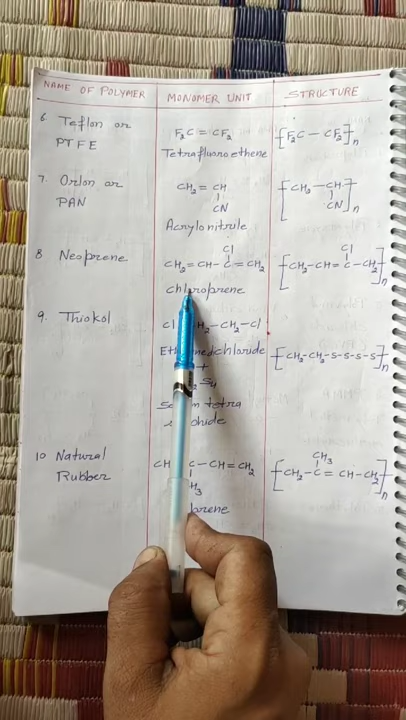 NAME OF POLYMER MONOMER UNIT STRUCTURE
6 Teflon or PTFE
F₂C = CF₂
Tetrafluoroethene
[F₂C — CF₂]n
7. Orlon or PAN
CH₂ = CH
CN
Acrylonitrile
[CH₂ — CH]n
CN
8 Neoprene
Cl
CH₂=CH-C=CH₂
chloroprene
Cl
[CH₂-CH=C-CH₂]n
9. Thiokol
CH₂-Cl
[CH₂-CH₂-S-S-S-S]n
+
tetra
10 Natural
Rubber
C-CH=CH₂
CH₃
[CH₂-C=CH-CH₂]n